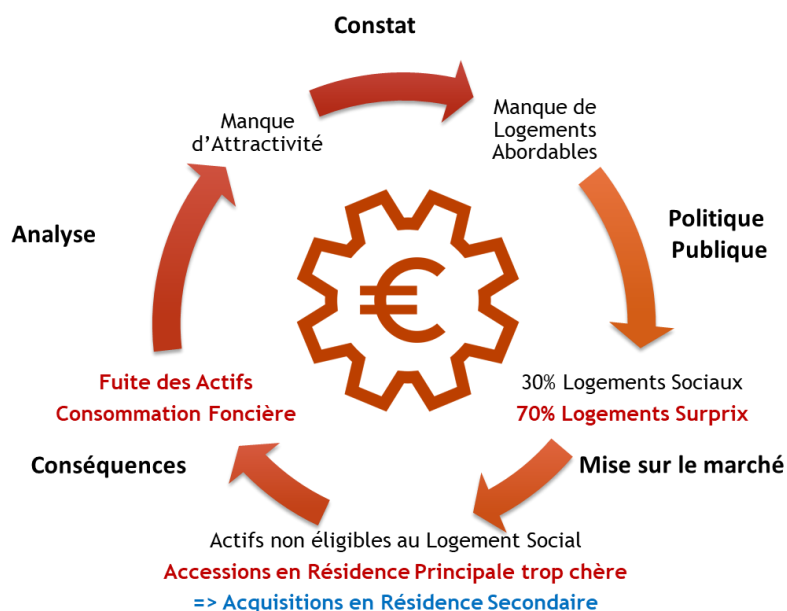 Constat
Manque
d’Attractivité
Manque de
Logements
Abordables
Analyse
Politique
Publique
€
Fuite des Actifs
Consommation Foncière
30% Logements Sociaux
70% Logements Surprix
Conséquences
Mise sur le marché
Actifs non éligibles au Logement Social
Accessions en Résidence Principale trop chère
=> Acquisitions en Résidence Secondaire